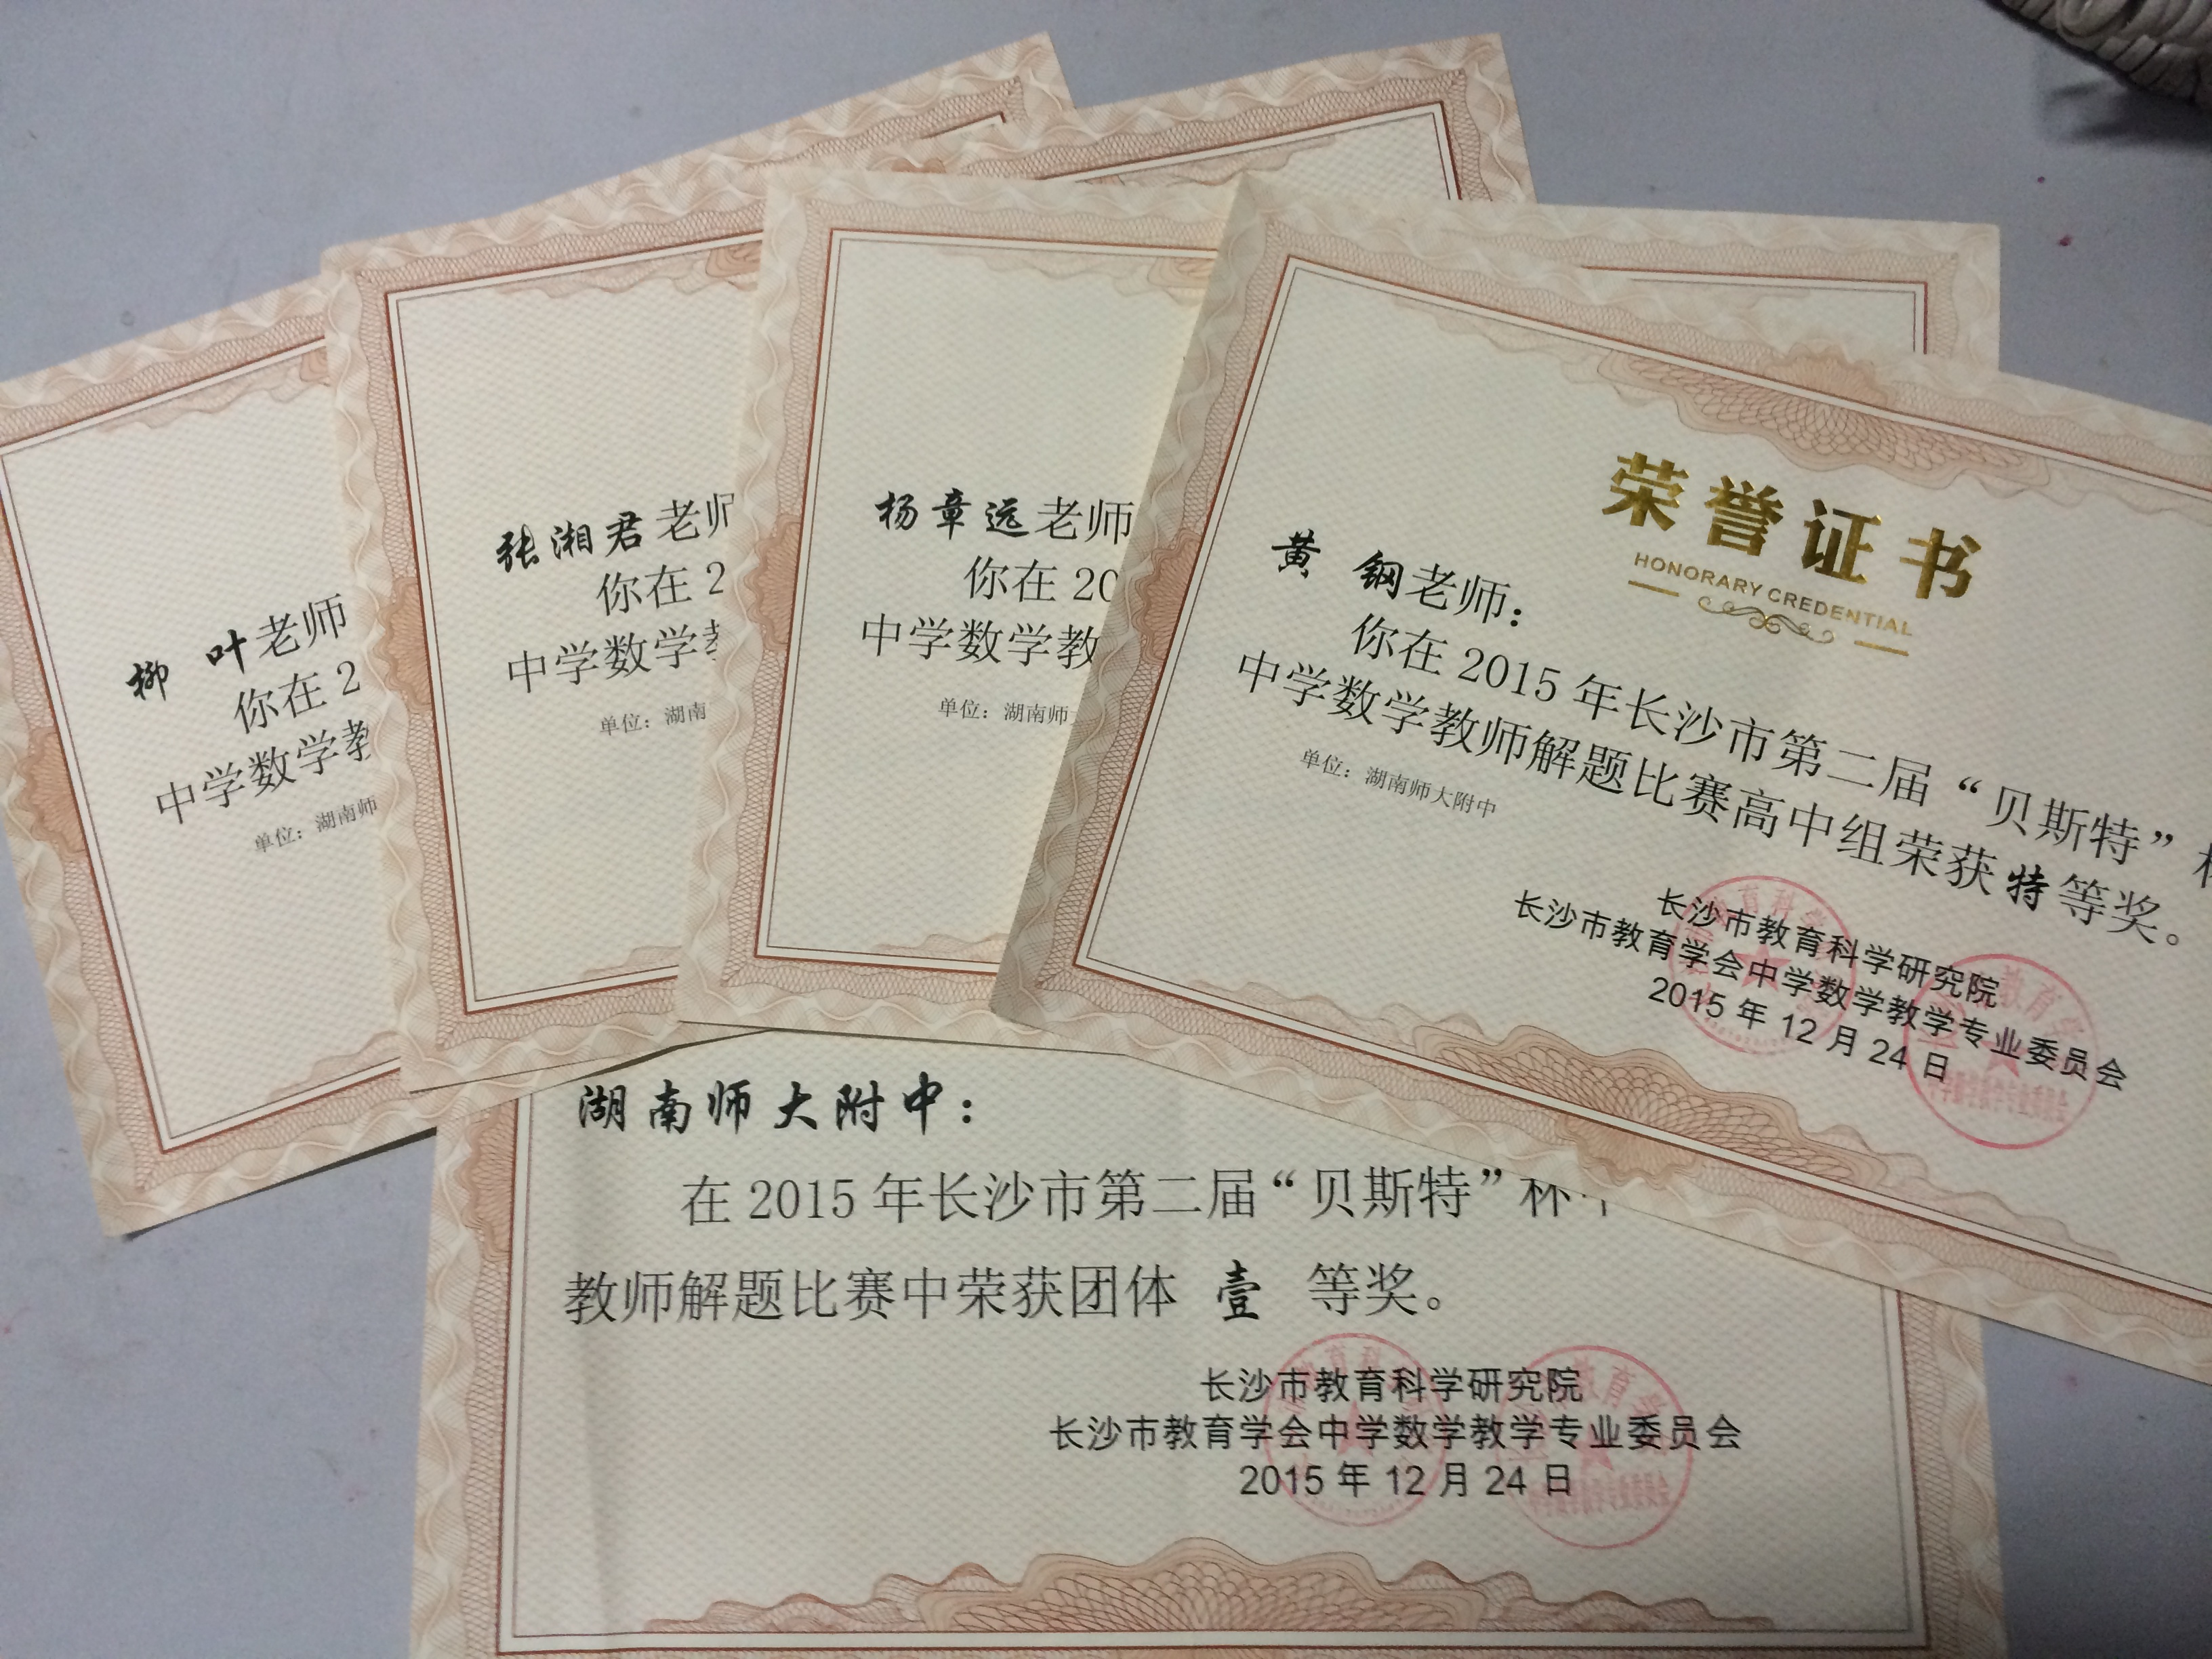 柳 叶老师
你在 2
中学数学教
单位：湖南师
张湘君老师
你在 2
中学数学教
单位：湖南
杨章远老师
你在 20
中学数学教
单位：湖南师
荣誉证书
HONORARY CREDENTIAL
黄 钢老师：
你在 2015 年长沙市第二届“贝斯特”杯
中学数学教师解题比赛高中组荣获特等奖。
单位：湖南师大附中
长沙市教育科学研究院
长沙市教育学会中学数学教学专业委员会
2015 年 12 月 24 日
湖南师大附中：
在 2015 年长沙市第二届“贝斯特”杯
教师解题比赛中荣获团体 壹 等奖。
长沙市教育科学研究院
长沙市教育学会中学数学教学专业委员会
2015 年 12 月 24 日